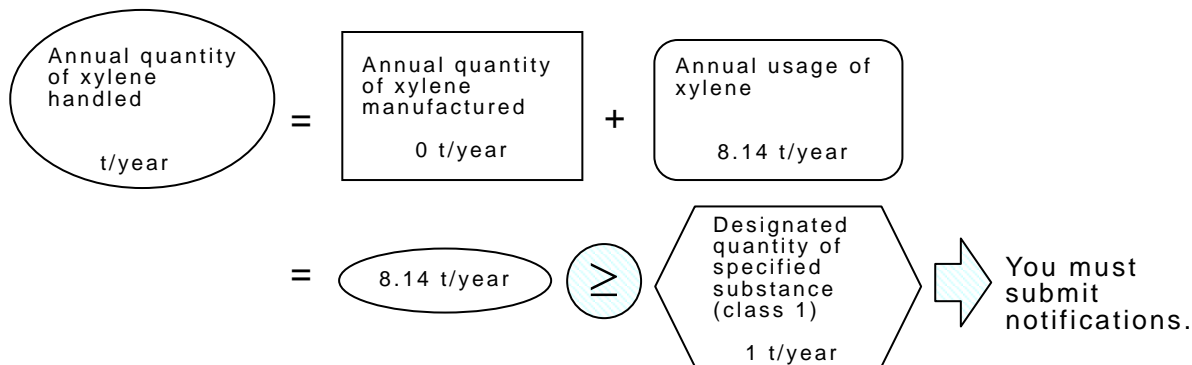 Annual quantity
of xylene
handled
t/year
=
Annual quantity
of xylene
manufactured
0 t/year
+
Annual usage of
xylene
8.14 t/year
=
8.14 t/year
≥
Designated
quantity of
specified
substance
(class 1)
1 t/year
You must
submit
notifications.